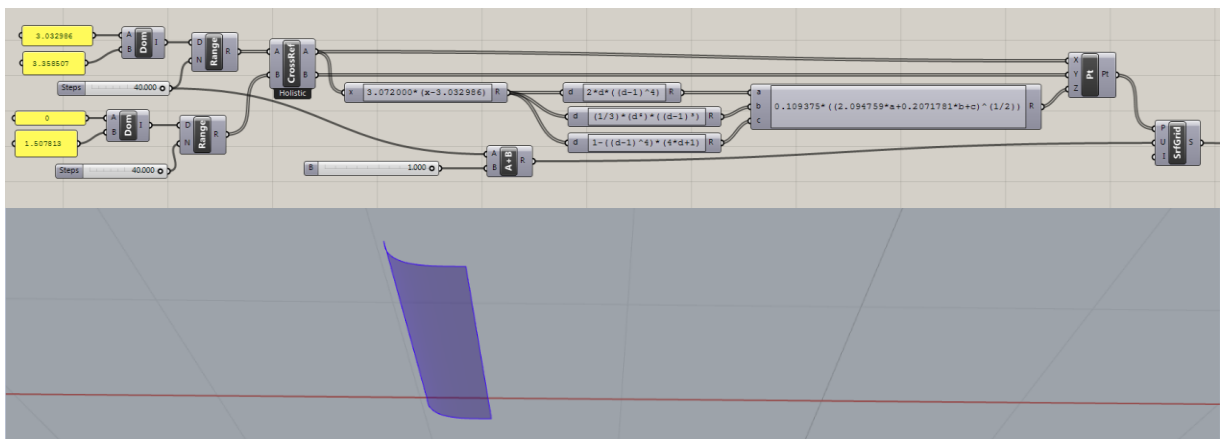 3.032986
A
B
Dom
I
D
N
Range
R
3.358507
Steps
40.000
A
B
CrossRef
A
B
Holistic
0
A
B
Dom
I
D
N
Range
R
1.507813
Steps
40.000
x
3.072000*(x-3.032986)
R
d
2*d*((d-1)^4)
R
d
(1/3)*(d²)*((d-1)³)
R
d
1-((d-1)^4)*(4*d+1)
R
a
b
c
0.109375*((2.094759*a+0.2071781*b+c)^(1/2))
R
X
Y
Z
Pt
Pt
B
1.000
A
B
A+B
R
P
U
I
SrfGrid
S